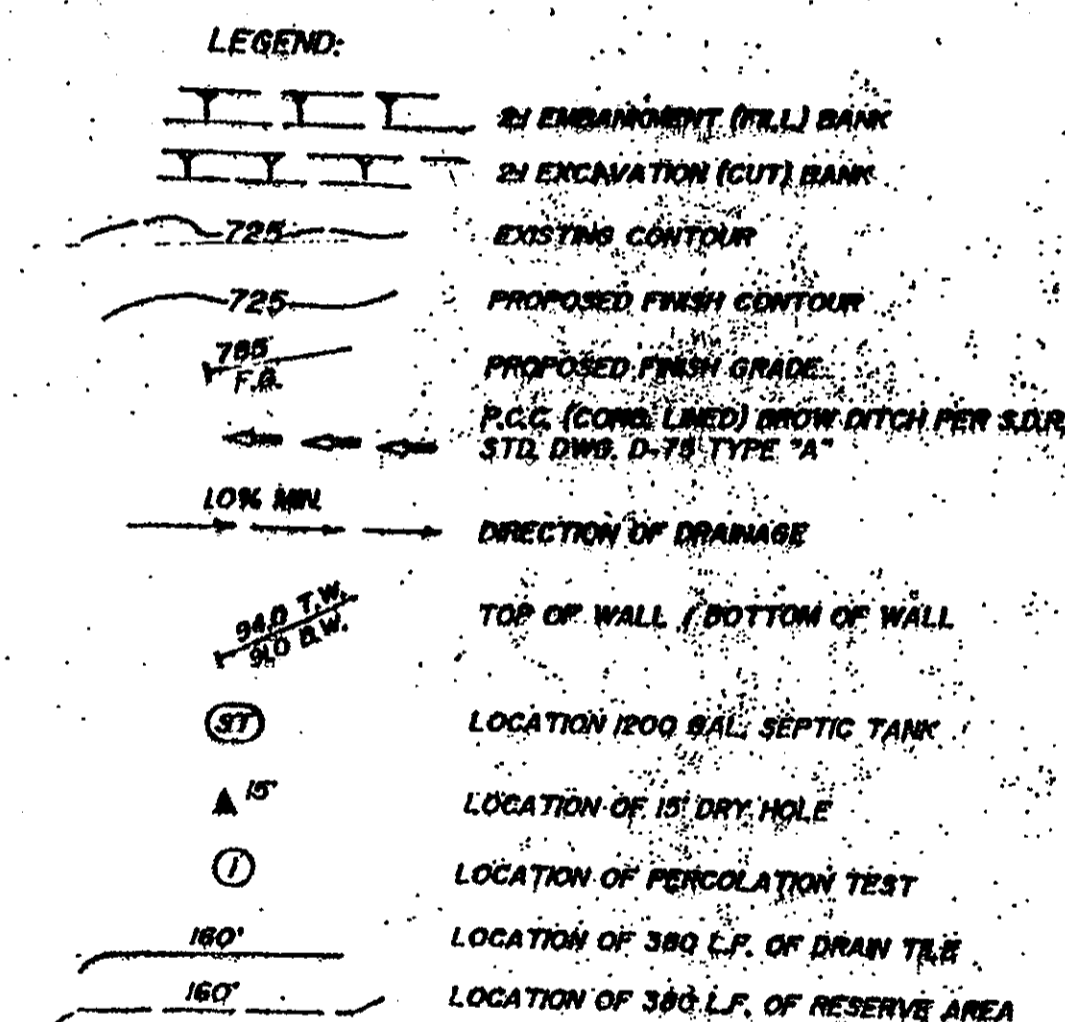 LEGEND:
2:1 EMBANKMENT (FILL) BANK
2:1 EXCAVATION (CUT) BANK
725 EXISTING CONTOUR
725 PROPOSED FINISH CONTOUR
F.G. PROPOSED FINISH GRADE
P.C.C. LINED) BROW DITCH PER S.D.R.
STD. DWG. D-75 TYPE "A"
1.0% MIN.
DIRECTION OF DRAINAGE
94.0 T.W.
91.0 B.W.
TOP OF WALL / BOTTOM OF WALL
ST LOCATION 1200 GAL. SEPTIC TANK
15' LOCATION OF 15' DRY HOLE
1 LOCATION OF PERCOLATION TEST
160' LOCATION OF 380 L.F. OF DRAIN TILE
160' LOCATION OF 380 L.F. OF RESERVE AREA